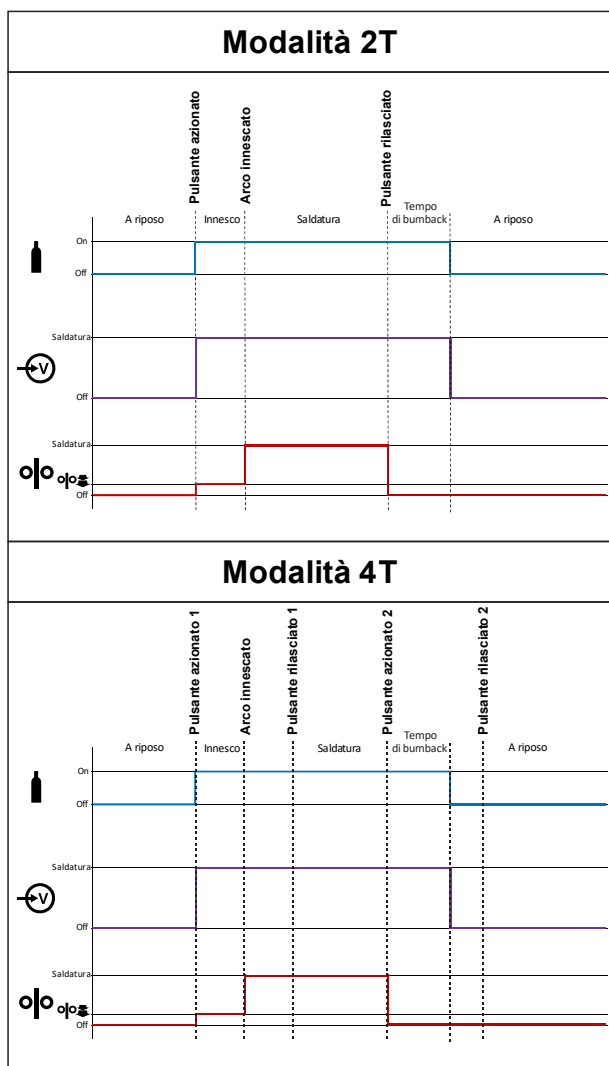 Modalità 2T
Pulsante azionato
Arco innescato
Pulsante rilasciato
A riposo
Innesco
Saldatura
Tempo
di bumback
A riposo
On
Off
V
Saldatura
Off
Saldatura
Off
Modalità 4T
Pulsante azionato 1
Arco innescato
Pulsante rilasciato 1
Pulsante azionato 2
Pulsante rilasciato 2
A riposo
Innesco
Saldatura
Tempo
di bumback
A riposo
On
Off
V
Saldatura
Off
Saldatura
Off